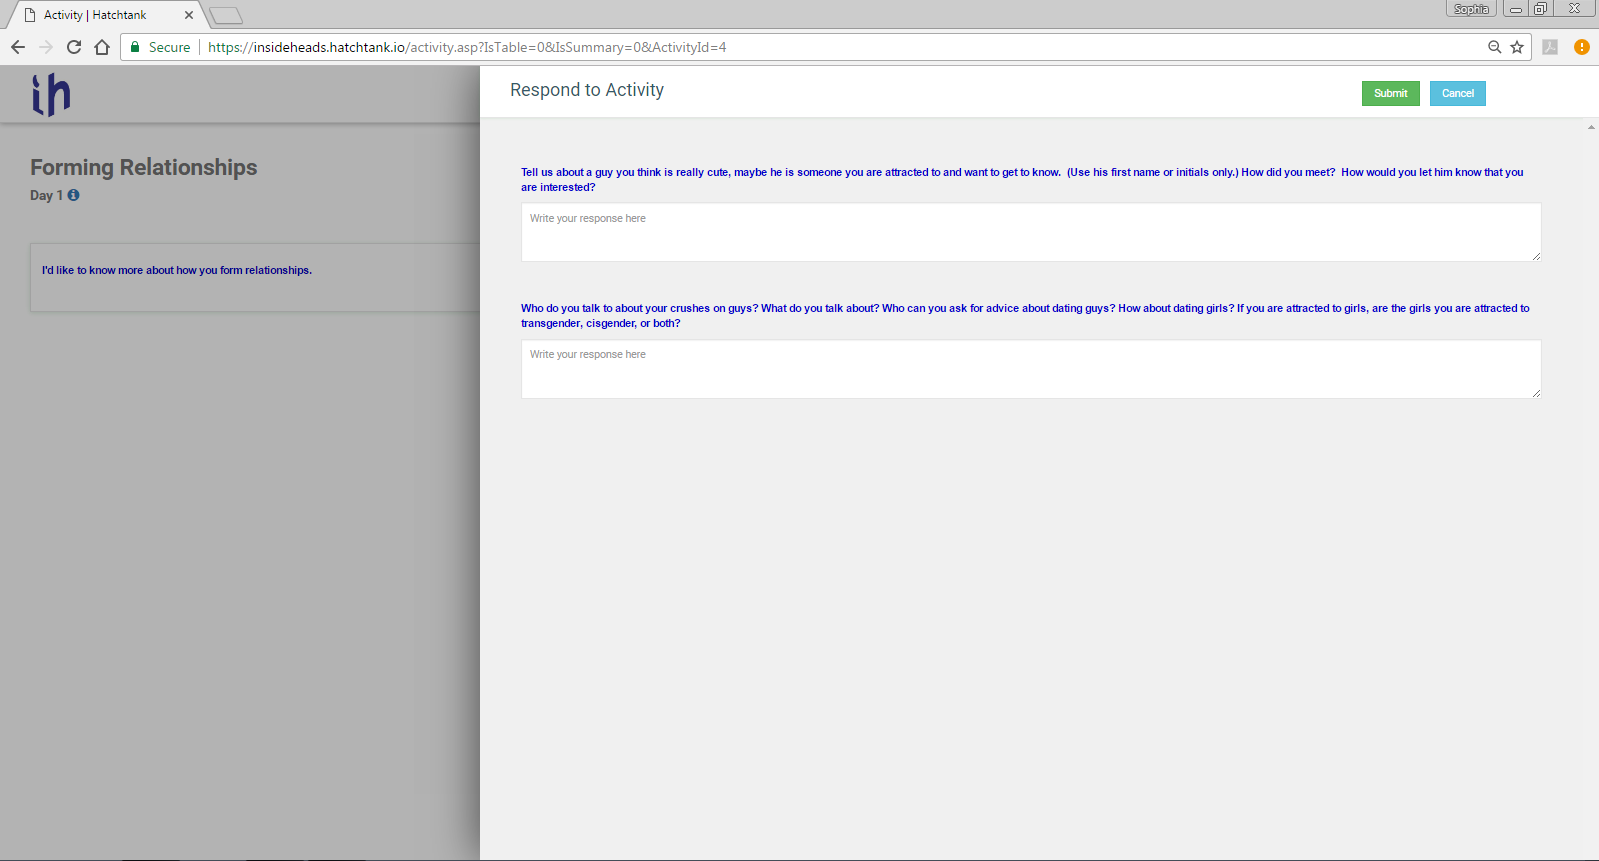 Activity | Hatchtank
Sophia
Secure
https://insideheads.hatchtank.io/activity.asp?IsTable=0&IsSummary=0&ActivityId=4
ih
Respond to Activity
Submit
Cancel
Forming Relationships
Day 1
I'd like to know more about how you form relationships.
Tell us about a guy you think is really cute, maybe he is someone you are attracted to and want to get to know.  (Use his first name or initials only.) How did you meet?  How would you let him know that you
are interested?
Write your response here
Who do you talk to about your crushes on guys? What do you talk about? Who can you ask for advice about dating guys? How about dating girls? If you are attracted to girls, are the girls you are attracted to
transgender, cisgender, or both?
Write your response here